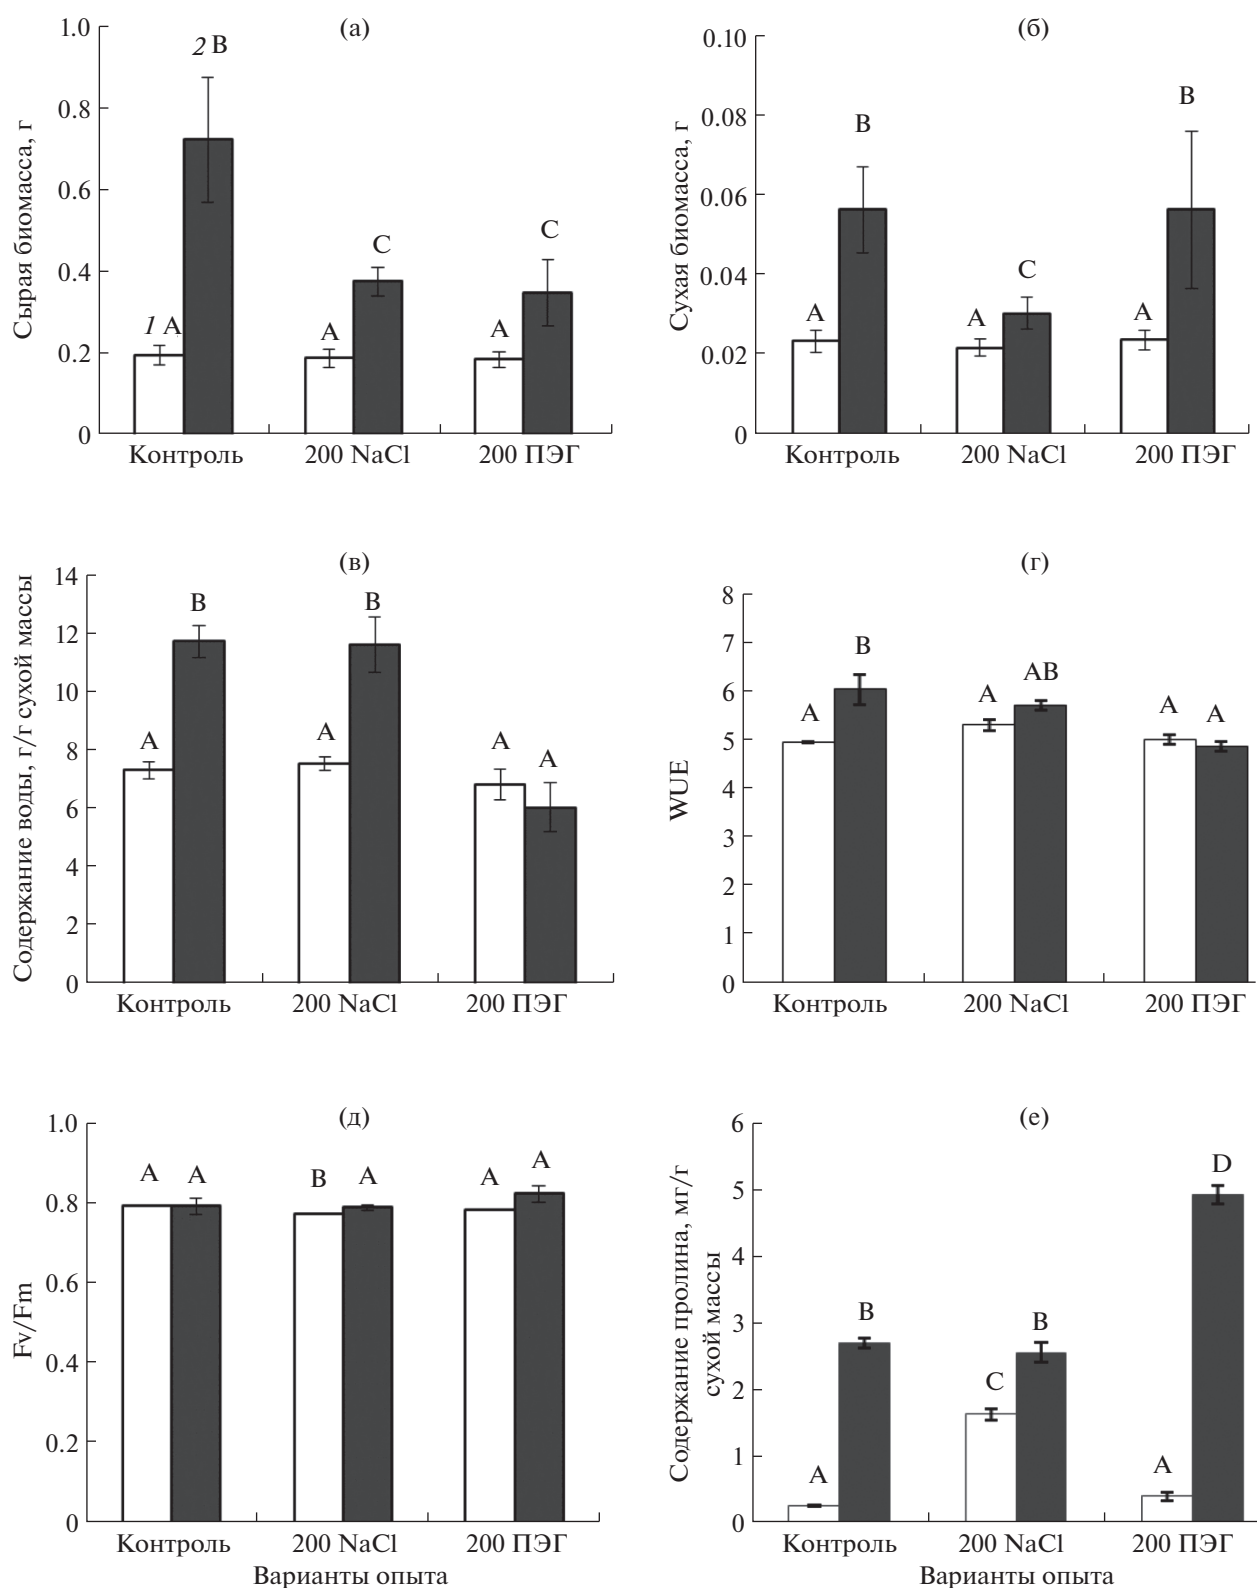 (а)
Сырая биомасса, г
1.0
0.8
0.6
0.4
0.2
0
1 A
2 B
A
C
A
C
Контроль 200 NaCl 200 ПЭГ
(б)
Сухая биомасса, г
0.10
0.08
0.06
0.04
0.02
0
A
B
A
C
A
B
Контроль 200 NaCl 200 ПЭГ
(в)
Содержание воды, г/г сухой массы
14
12
10
8
6
4
2
0
A
B
A
B
A
A
Контроль 200 NaCl 200 ПЭГ
(г)
WUE
8
7
6
5
4
3
2
1
0
A
B
A
AB
A
A
Контроль 200 NaCl 200 ПЭГ
(д)
Fv/Fm
1.0
0.8
0.6
0.4
0.2
0
A
A
B
A
A
A
Контроль 200 NaCl 200 ПЭГ
Варианты опыта
(е)
Содержание пролина, мг/г
сухой массы
6
5
4
3
2
1
0
A
B
C
B
A
D
Контроль 200 NaCl 200 ПЭГ
Варианты опыта